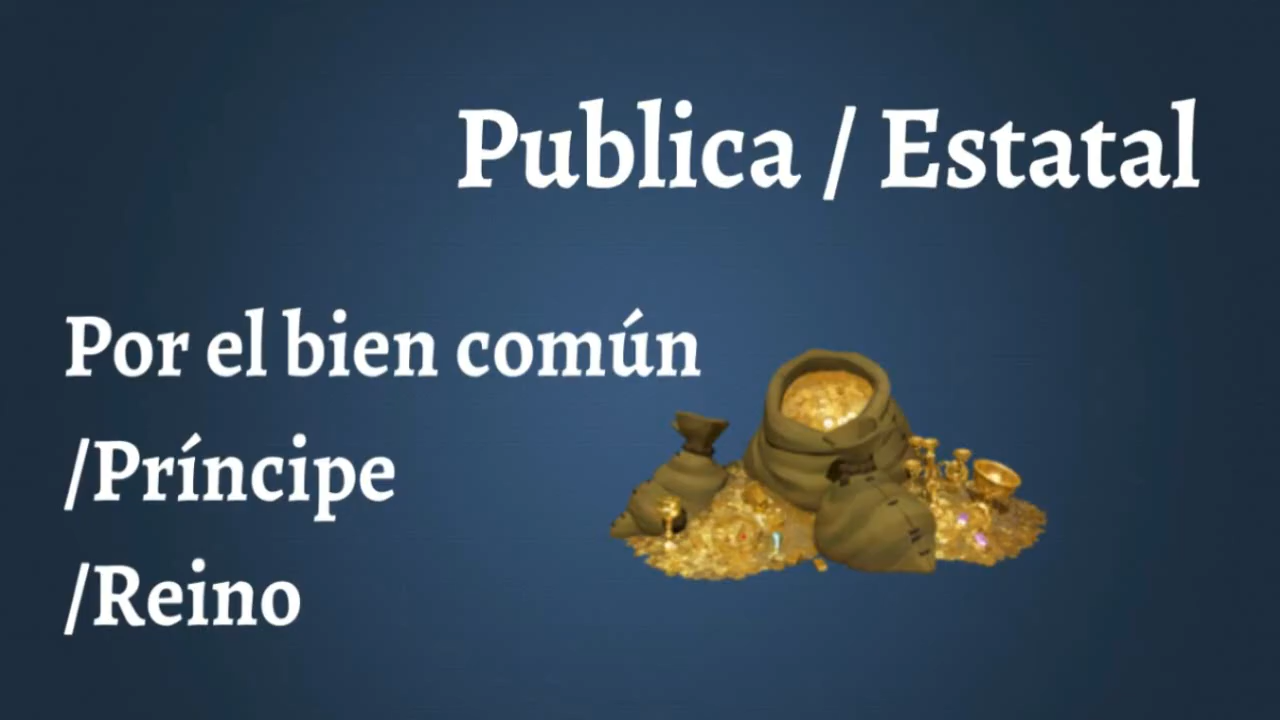 Publica / Estatal
Por el bien común
/Príncipe
/Reino